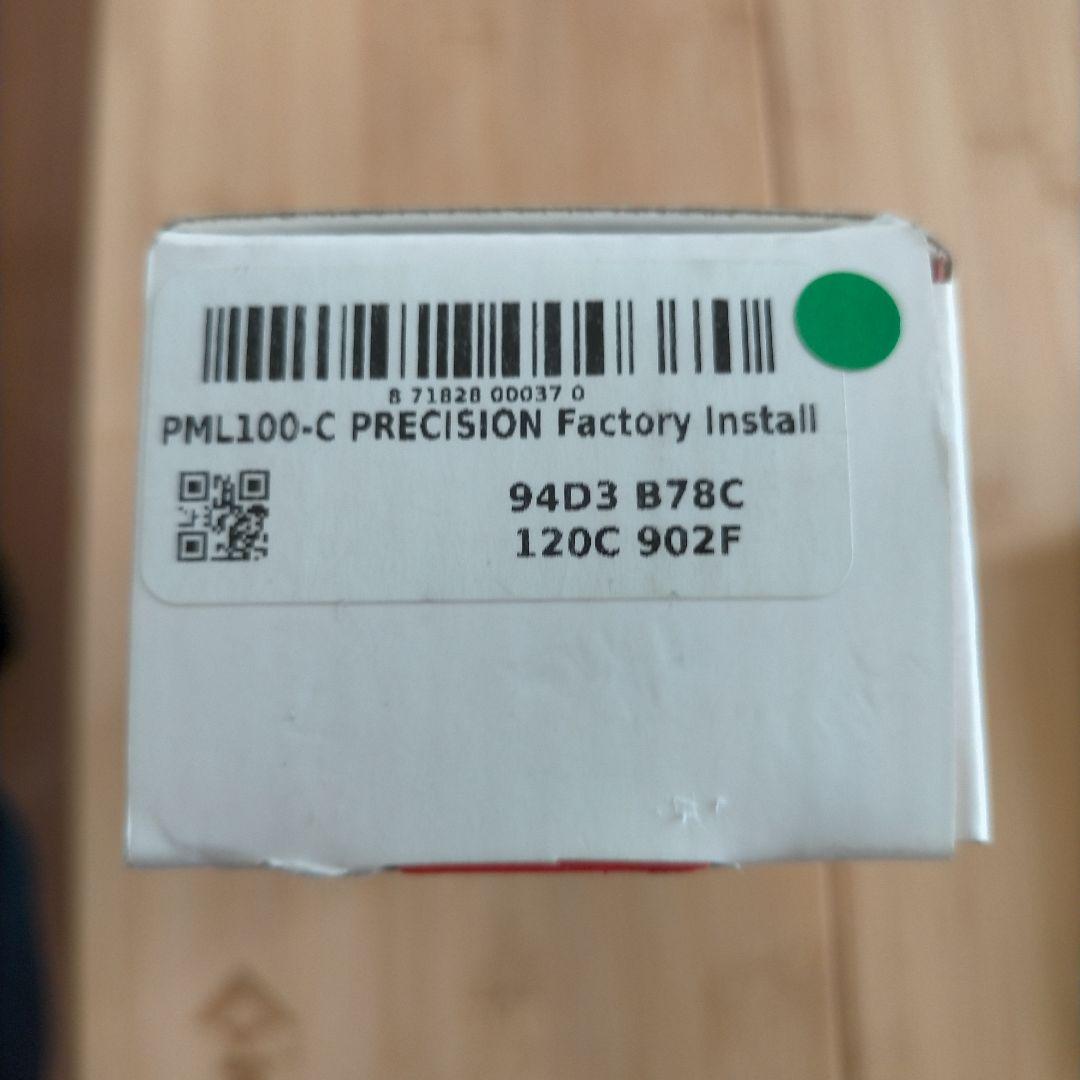 8 71828 00037 0
PML100-C PRECISION Factory Install
94D3 B78C
120C 902F